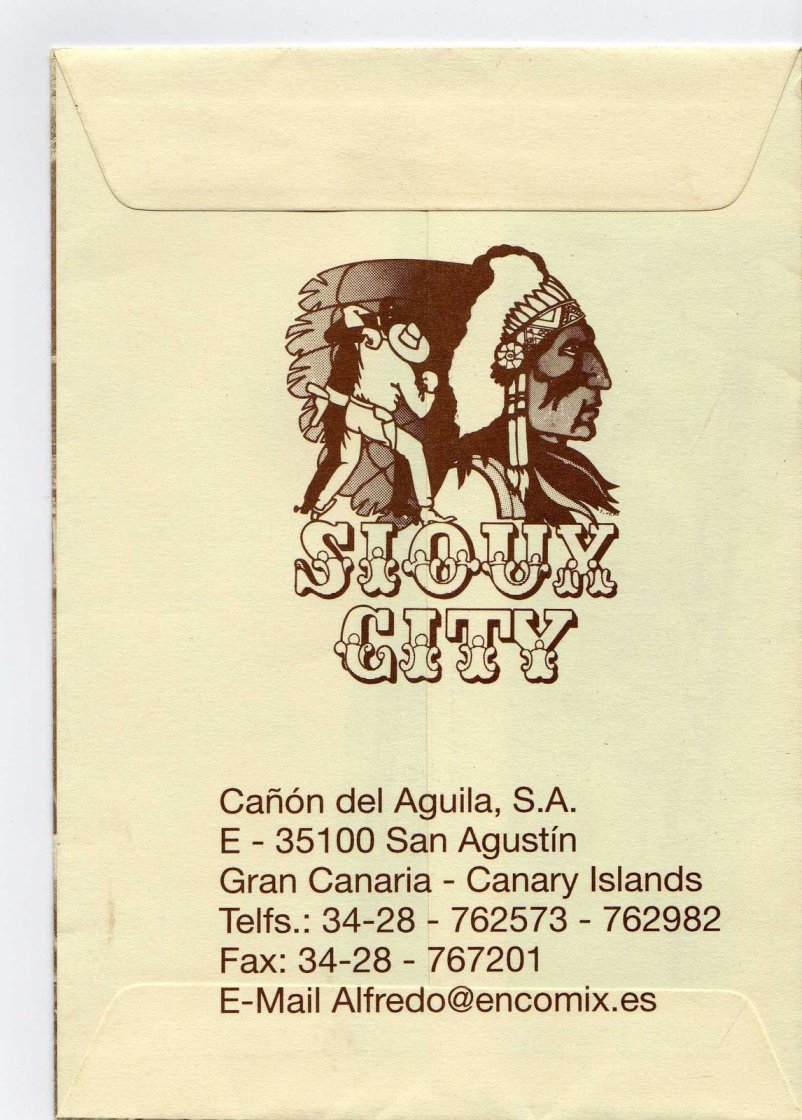 SIOUX
CITY
Cañón del Aguila, S.A.
E - 35100 San Agustín
Gran Canaria - Canary Islands
Telfs.: 34-28 - 762573 - 762982
Fax: 34-28 - 767201
E-Mail Alfredo@encomix.es